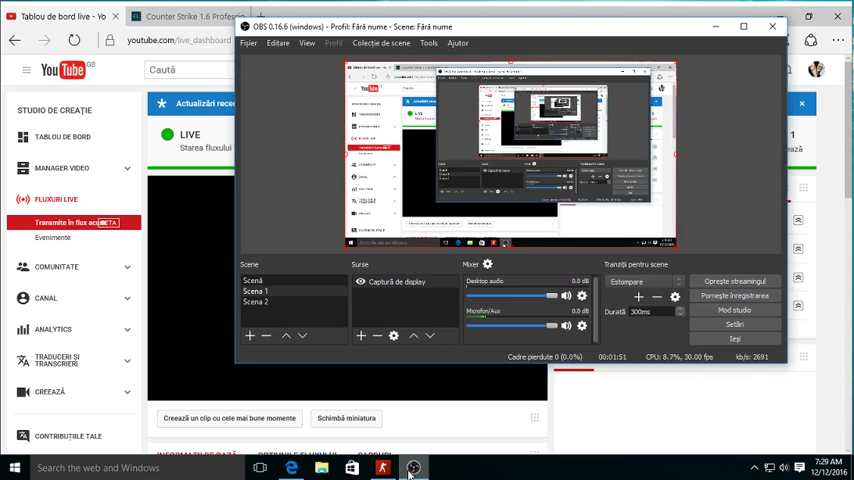 Tablou de bord live - Yo
Counter Strike 1.6 Profesio
youtube.com/live_dashboard
YouTube GB
Caută
STUDIO DE CREAȚIE
TABLOU DE BORD
MANAGER VIDEO
FLUXURI LIVE
Transmite în flux acu BETA
Evenimente
COMUNITATE
CANAL
ANALYTICS
TRADUCERI ȘI
TRANSCRIERI
CREEAZĂ
CONTRIBUȚIILE TALE
Actualizări rece
LIVE
Starea fluxului
OBS 0.16.6 (windows) - Profil: Fără nume - Scene: Fără nume
Fișier Editare View Profil Colecție de scene Tools Ajutor
Scene
Scenă
Scena 1
Scena 2
Surse
Captură de display
Mixer
Desktop audio 0.0 dB
Microfon/Aux 0.0 dB
Tranziții pentru scene
Estompare
Durată 300ms
Oprește streamingul
Pornește înregistrarea
Mod studio
Setări
Ieși
Cadre pierdute 0 (0.0%) 00:01:51 CPU: 8.7%, 30.00 fps kb/s: 2691
Creează un clip cu cele mai bune momente
Schimbă miniatura
Search the web and Windows
7:29 AM
12/12/2016